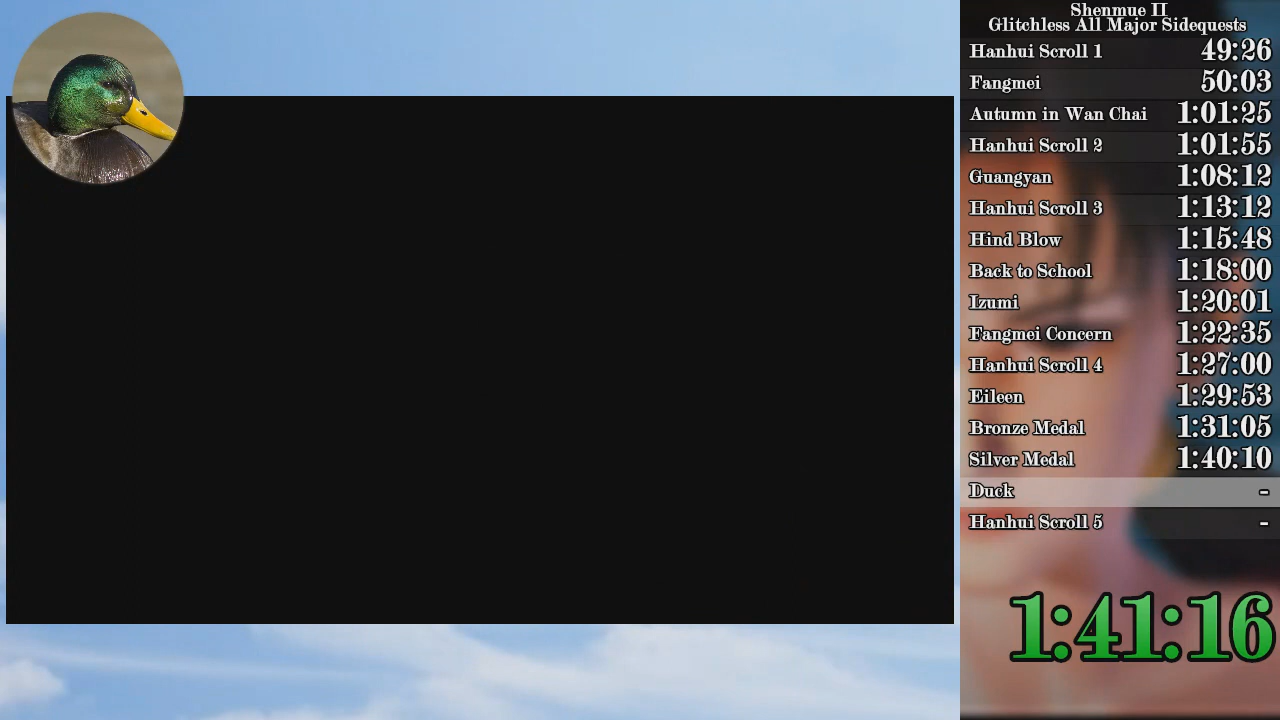 Shenmue II
Glitchless All Major Sidequests
Hanhui Scroll 1 49:26
Fangmei 50:03
Autumn in Wan Chai 1:01:25
Hanhui Scroll 2 1:01:55
Guangyan 1:08:12
Hanhui Scroll 3 1:13:12
Hind Blow 1:15:48
Back to School 1:18:00
Izumi 1:20:01
Fangmei Concern 1:22:35
Hanhui Scroll 4 1:27:00
Eileen 1:29:53
Bronze Medal 1:31:05
Silver Medal 1:40:10
Duck -
Hanhui Scroll 5 -
1:41:16